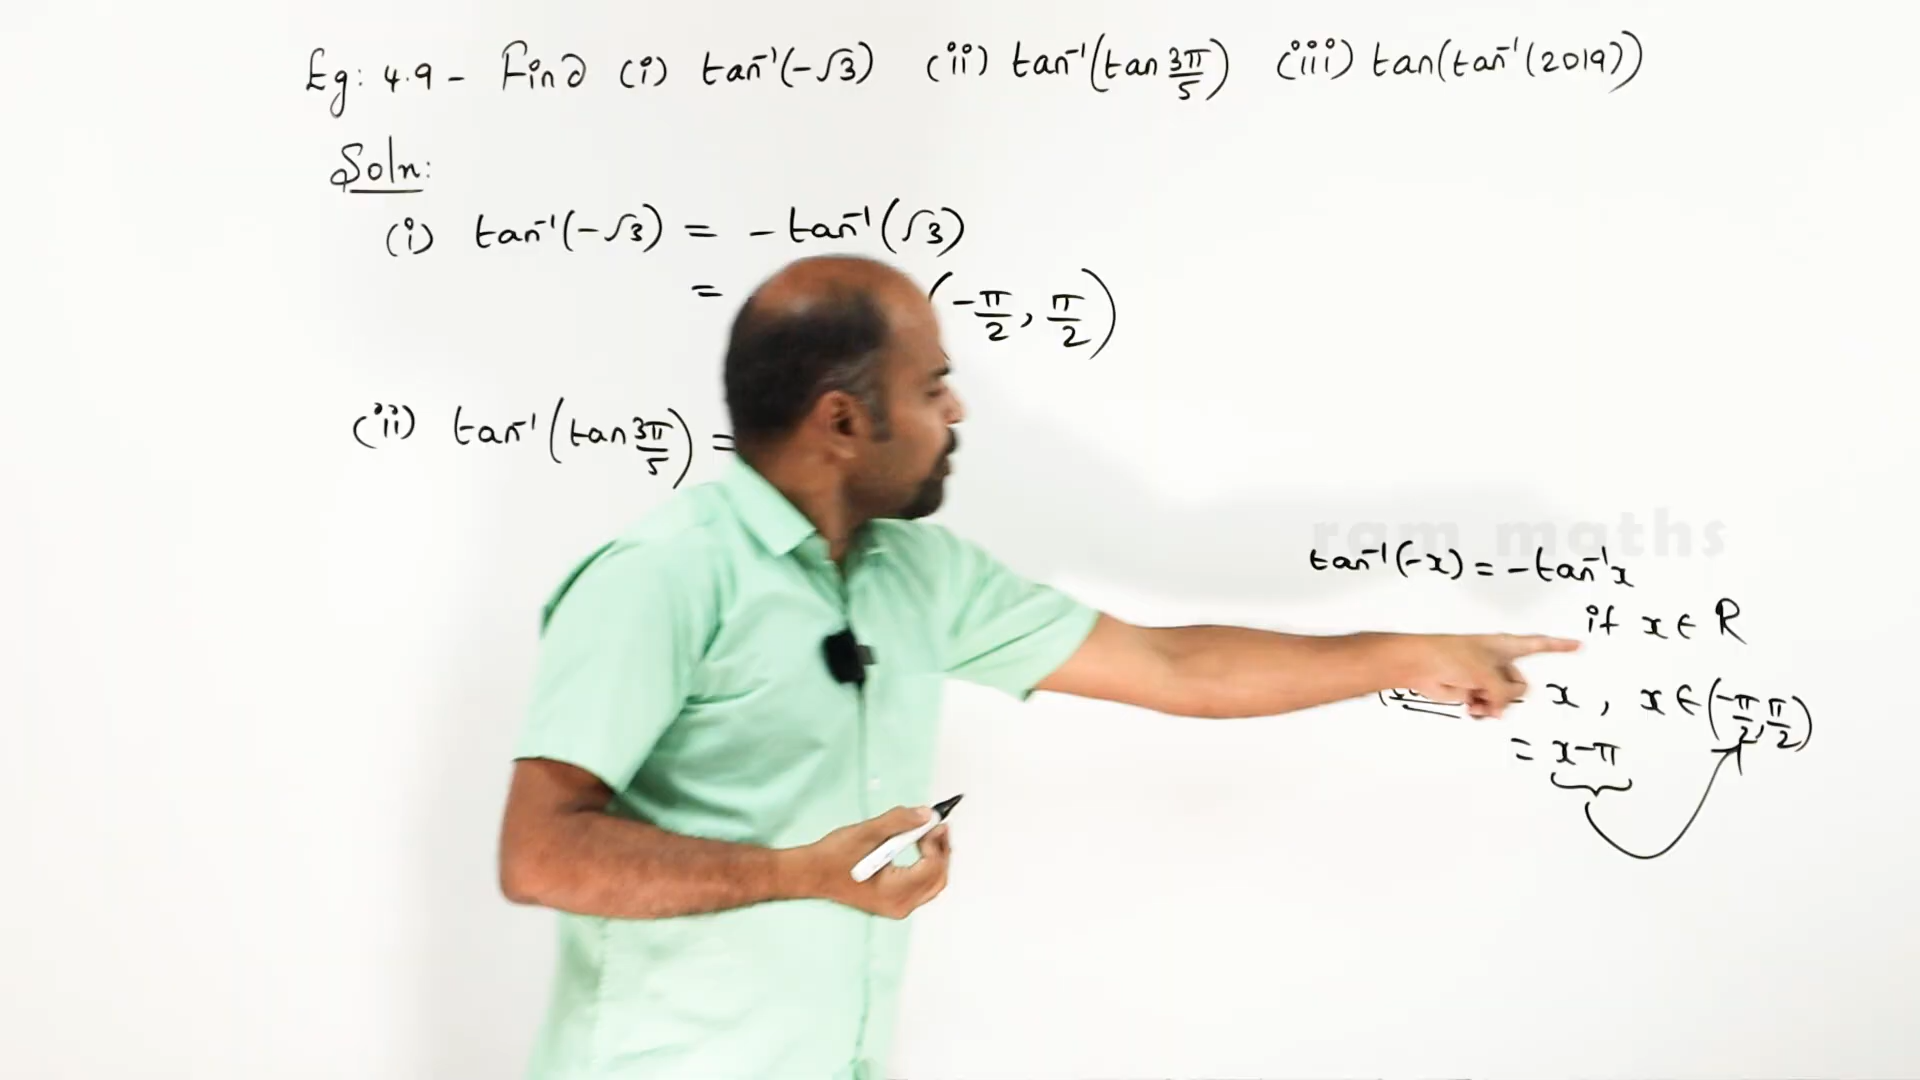 Eg: 4.9 - Find (i) tan⁻¹(-√3) (ii) tan⁻¹(tan 3π/5) (iii) tan(tan⁻¹(2019))
Soln:
(i) tan⁻¹(-√3) = -tan⁻¹(√3)
= (-π/2, π/2)
(ii) tan⁻¹(tan 3π/5) =
ram maths
tan⁻¹(-x) = -tan⁻¹x
if x ∈ R
= x , x ∈ (-π/2, π/2)
= x-π